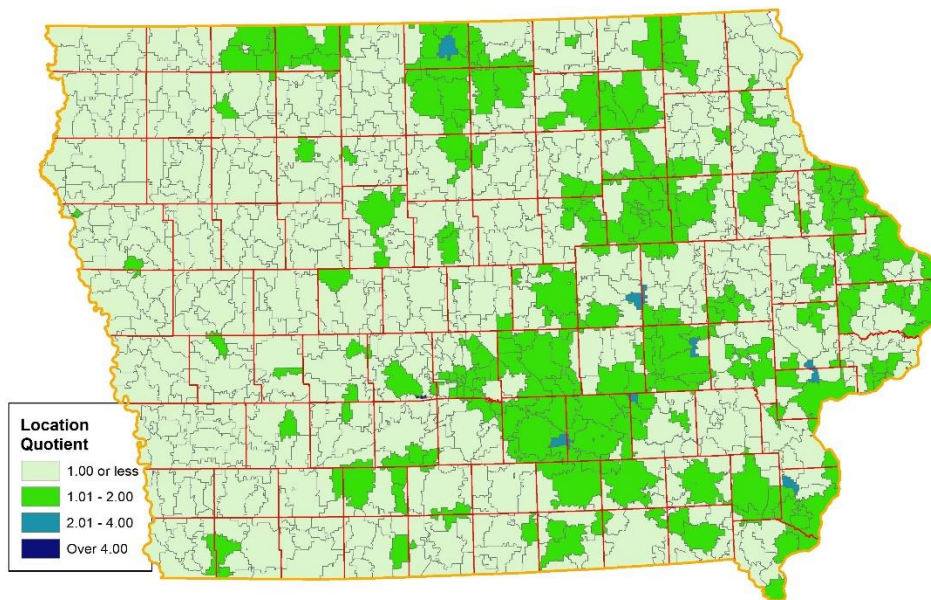 Location
Quotient
1.00 or less
1.01 - 2.00
2.01 - 4.00
Over 4.00